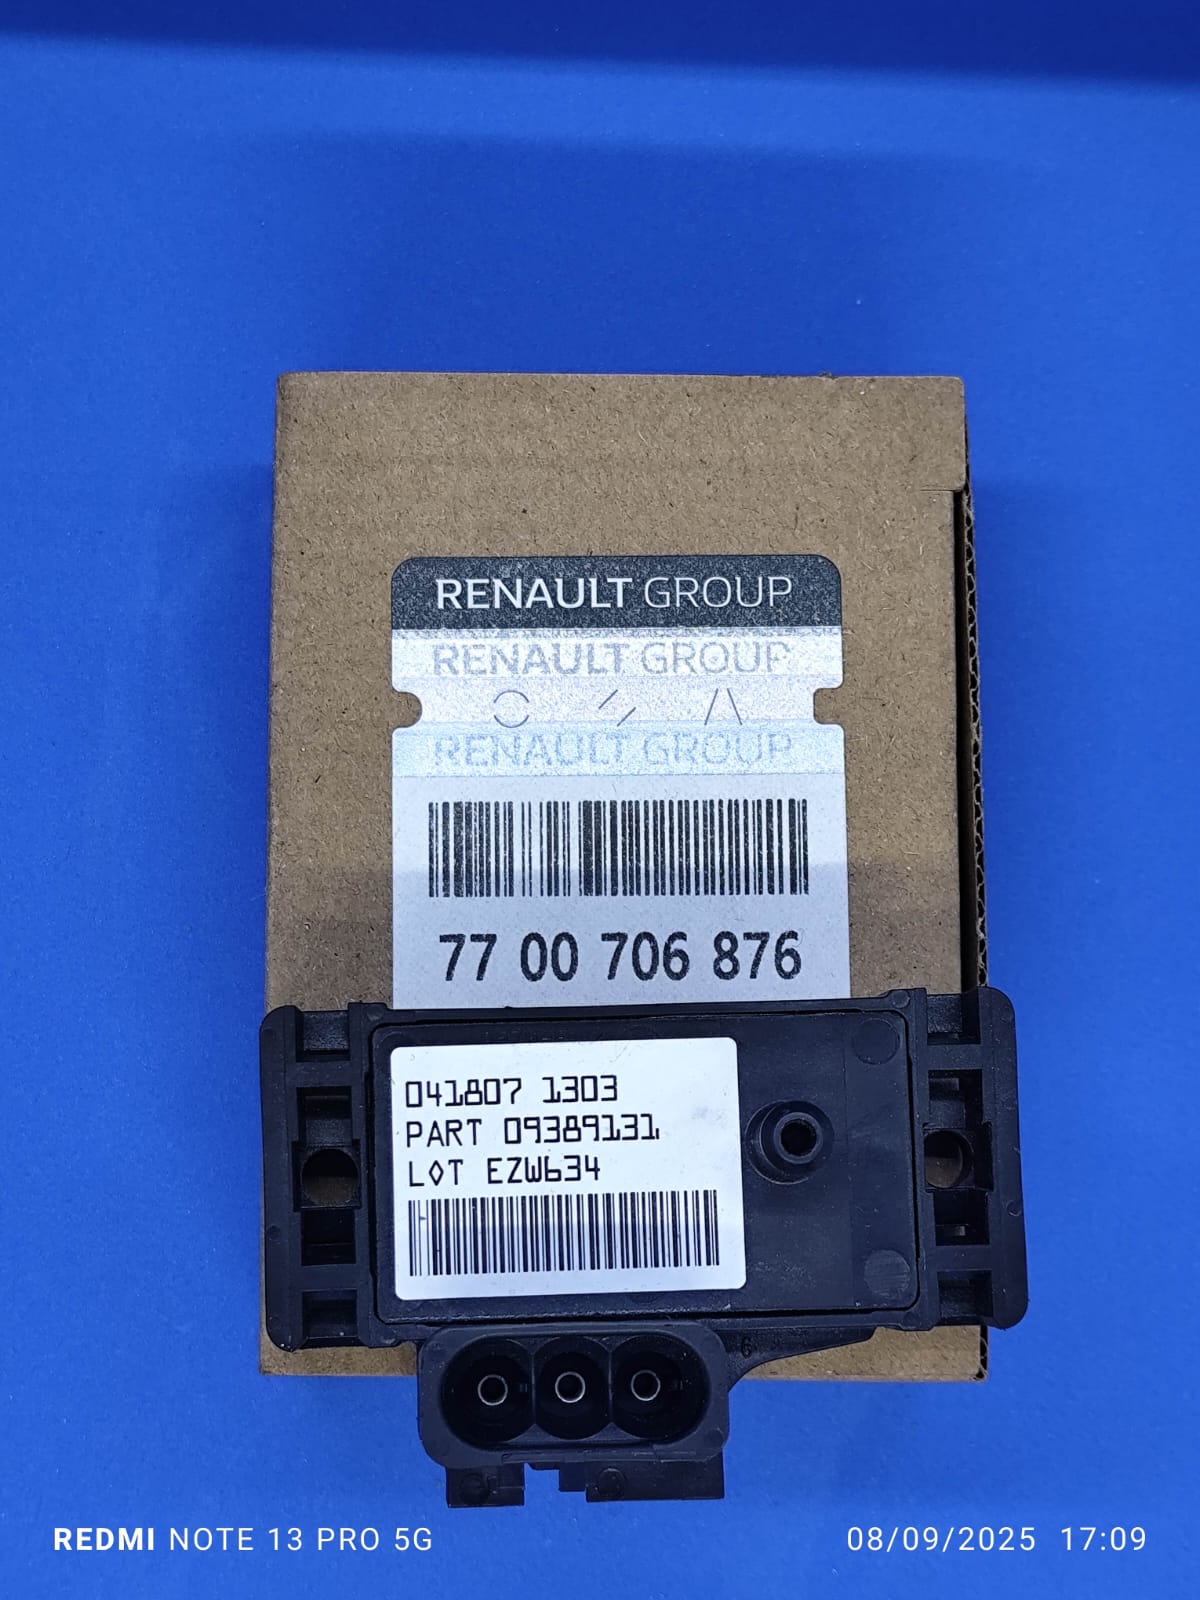 RENAULT GROUP
RENAULT GROUP
RENAULT GROUP
77 00 706 876
041807 1303
PART 09389131
LOT EZW634
6
REDMI NOTE 13 PRO 5G
08/09/2025 17:09